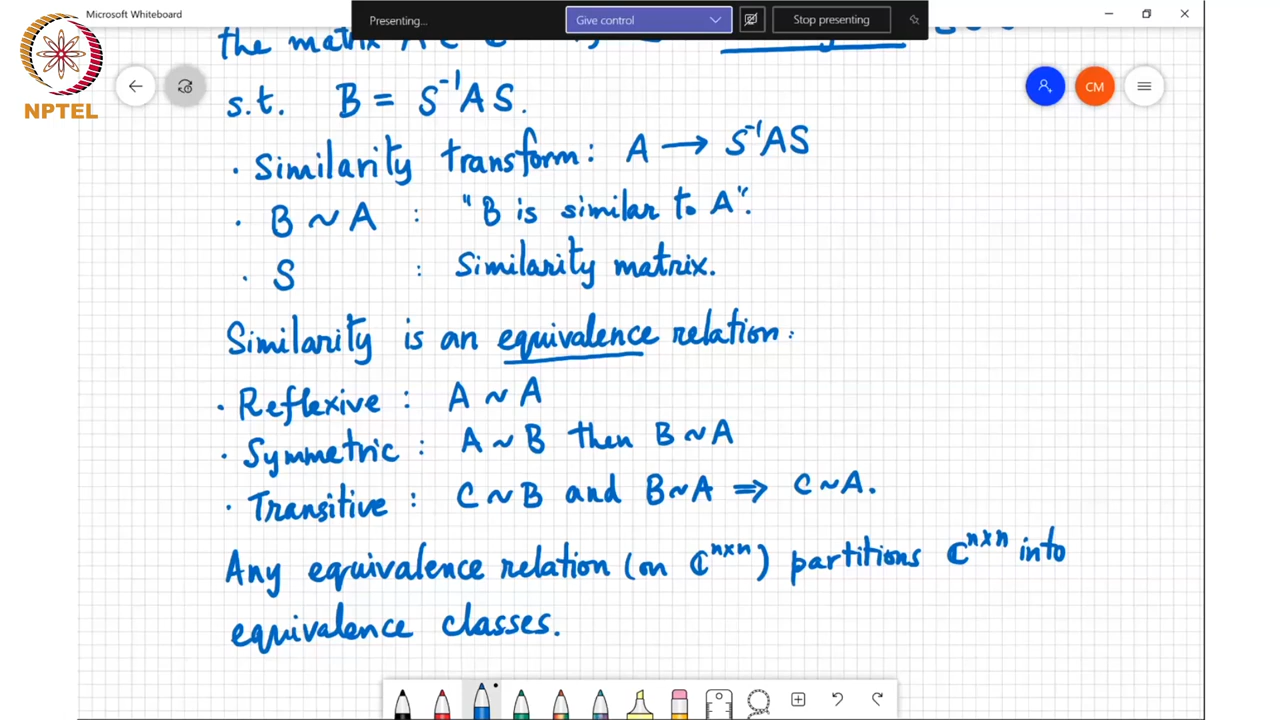 Microsoft Whiteboard
Presenting...
Give control
Stop presenting
NPTEL
CM
the matrix A ∈ ℂ
s.t. B = S⁻¹AS.
· Similarity transform: A ⟶ S⁻¹AS
· B ~ A : "B is similar to A".
· S : Similarity matrix.
Similarity is an equivalence relation:
· Reflexive : A ~ A
· Symmetric : A ~ B then B ~ A
· Transitive : C ~ B and B ~ A ⇒ C ~ A.
Any equivalence relation (on ℂⁿˣⁿ) partitions ℂⁿˣⁿ into
equivalence classes.